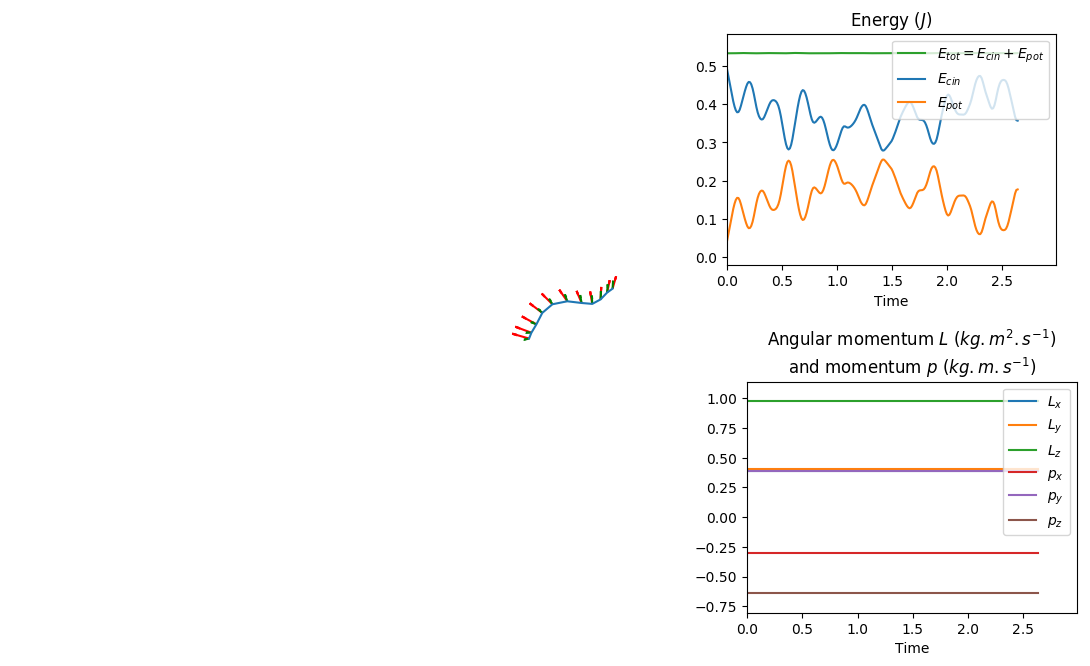 Energy (J)
E_tot = E_cin + E_pot
E_cin
E_pot
0.5
0.4
0.3
0.2
0.1
0.0
0.0 0.5 1.0 1.5 2.0 2.5
Time
Angular momentum L (kg.m².s⁻¹)
and momentum p (kg.m.s⁻¹)
L_x
L_y
L_z
p_x
p_y
p_z
1.00
0.75
0.50
0.25
0.00
−0.25
−0.50
−0.75
0.0 0.5 1.0 1.5 2.0 2.5
Time